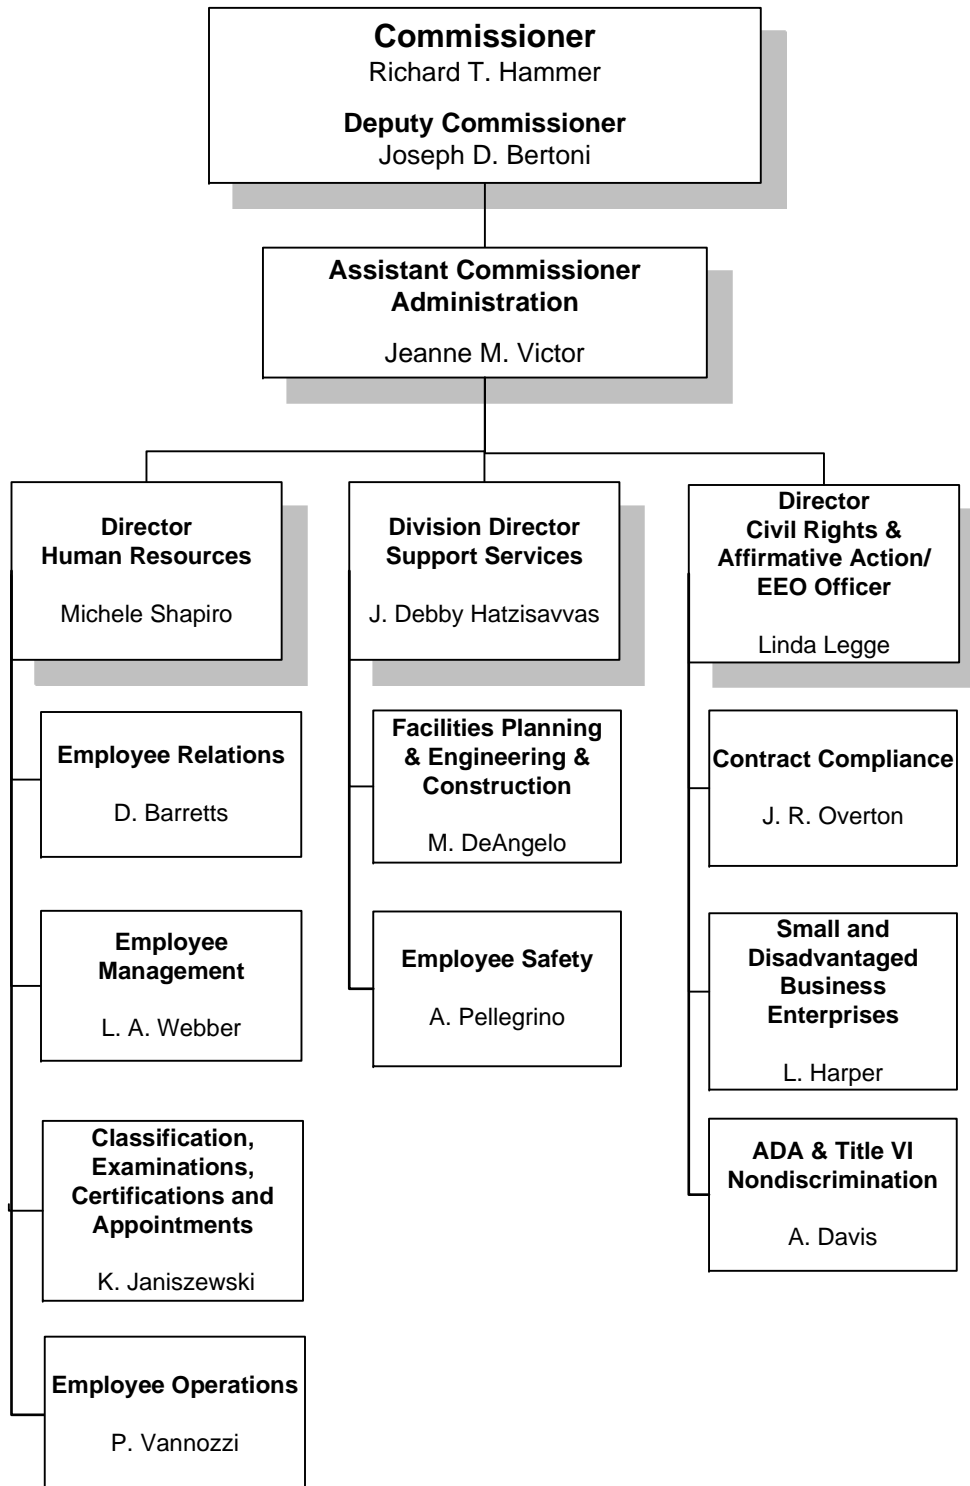 Commissioner
Richard T. Hammer
Deputy Commissioner
Joseph D. Bertoni
Assistant Commissioner
Administration
Jeanne M. Victor
Director
Human Resources
Michele Shapiro
Employee Relations
D. Barretts
Employee
Management
L. A. Webber
Classification,
Examinations,
Certifications and
Appointments
K. Janiszewski
Employee Operations
P. Vannozzi
Division Director
Support Services
J. Debby Hatzisavvas
Facilities Planning
& Engineering &
Construction
M. DeAngelo
Employee Safety
A. Pellegrino
Director
Civil Rights &
Affirmative Action/
EEO Officer
Linda Legge
Contract Compliance
J. R. Overton
Small and
Disadvantaged
Business
Enterprises
L. Harper
ADA & Title VI
Nondiscrimination
A. Davis